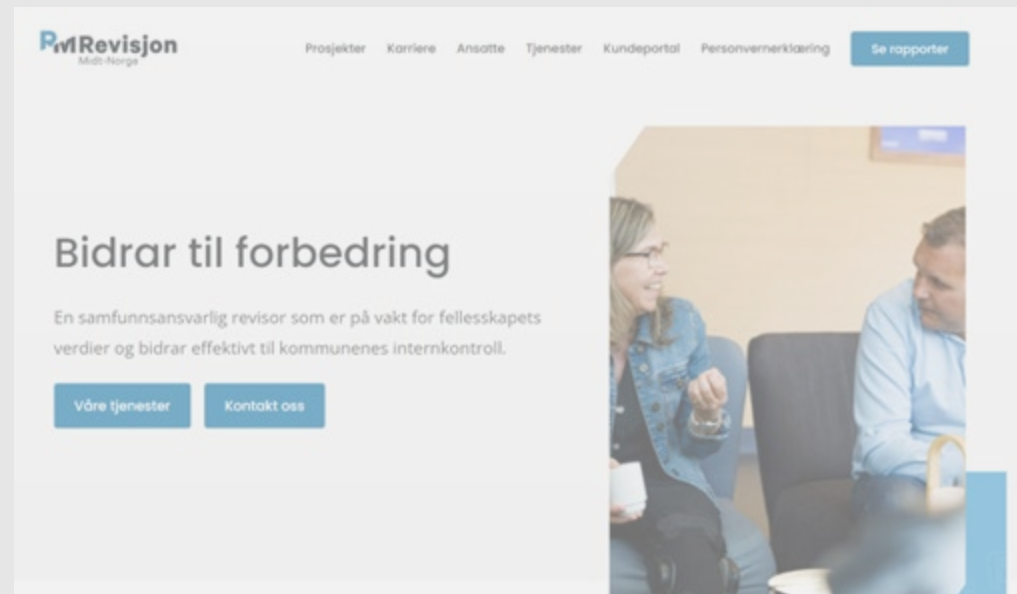 RMRevisjon
Midt-Norge
Prosjekter Karriere Ansatte Tjenester Kundeportal Personvernerklæring Se rapporter
Bidrar til forbedring
En samfunnsansvarlig revisor som er på vakt for fellesskapets
verdier og bidrar effektivt til kommunenes internkontroll.
Våre tjenester Kontakt oss